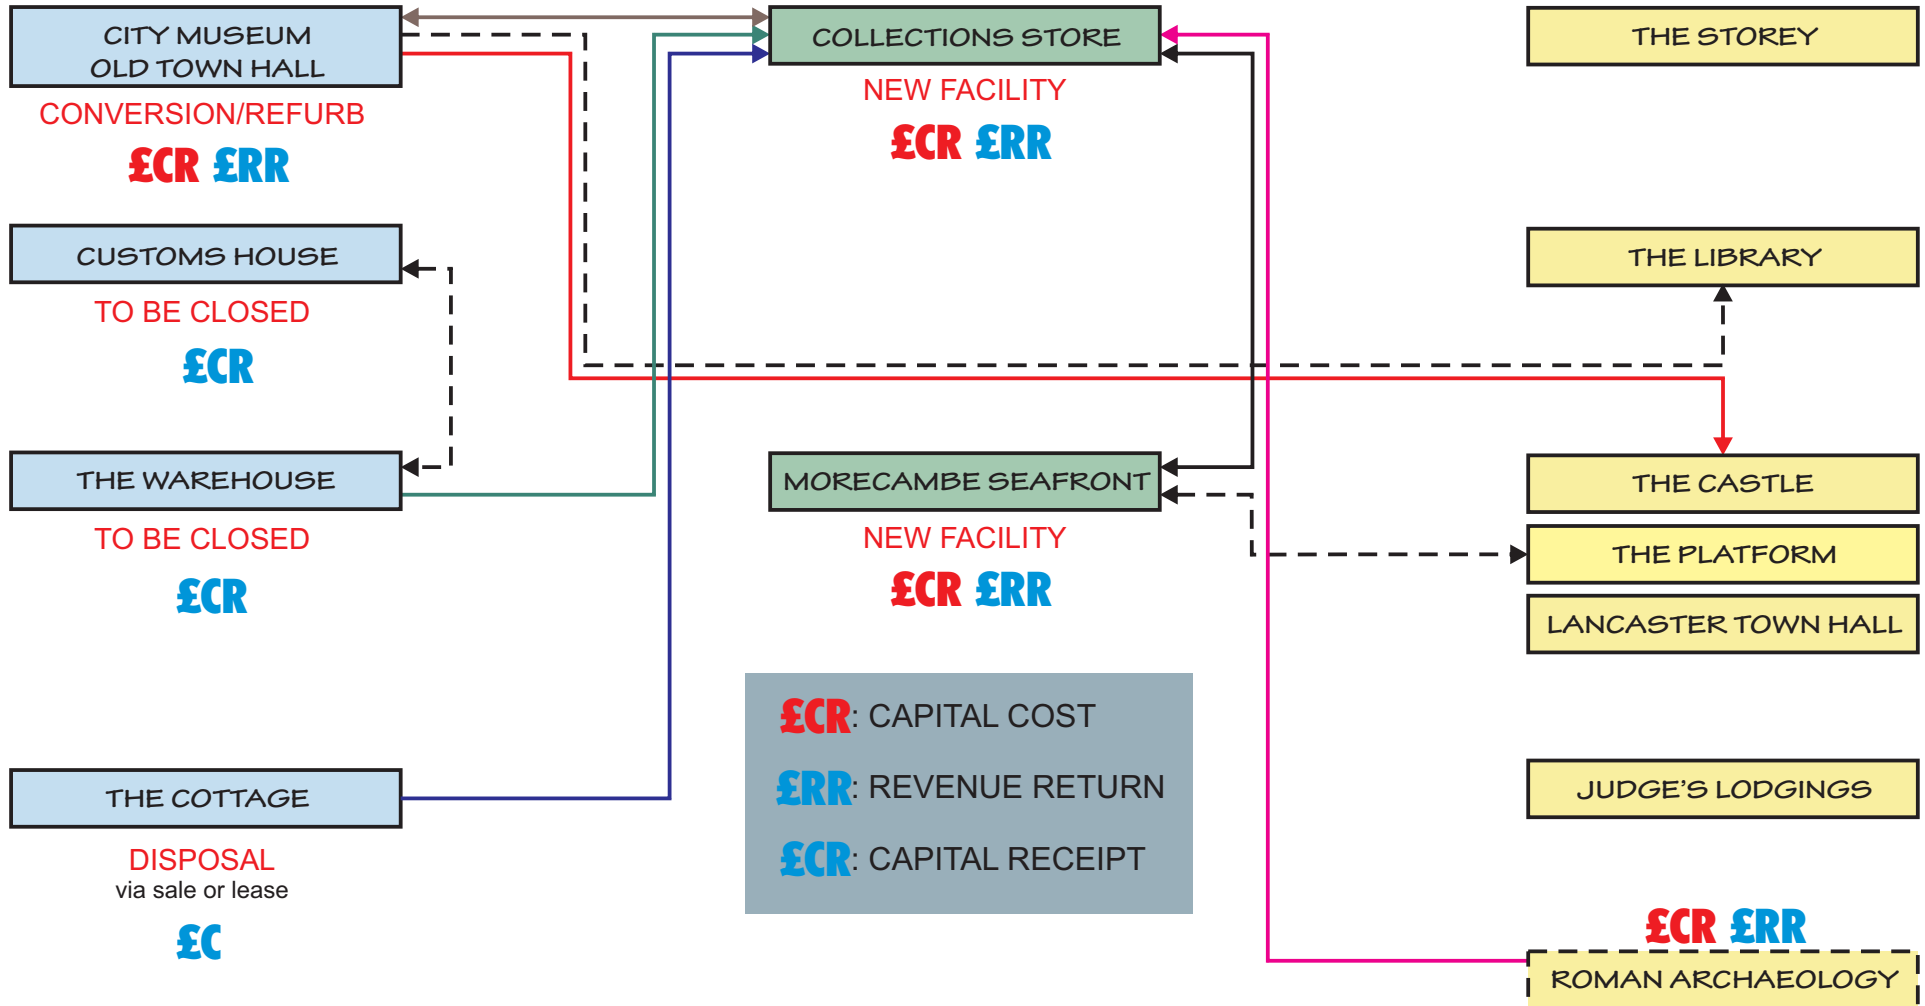 CITY MUSEUM
OLD TOWN HALL
CONVERSION/REFURB
£CR £RR
CUSTOMS HOUSE
TO BE CLOSED
£CR
THE WAREHOUSE
TO BE CLOSED
£CR
THE COTTAGE
DISPOSAL
via sale or lease
£C
COLLECTIONS STORE
NEW FACILITY
£CR £RR
MORECAMBE SEAFRONT
NEW FACILITY
£CR £RR
£CR: CAPITAL COST
£RR: REVENUE RETURN
£CR: CAPITAL RECEIPT
THE STOREY
THE LIBRARY
THE CASTLE
THE PLATFORM
LANCASTER TOWN HALL
JUDGE'S LODGINGS
£CR £RR
ROMAN ARCHAEOLOGY